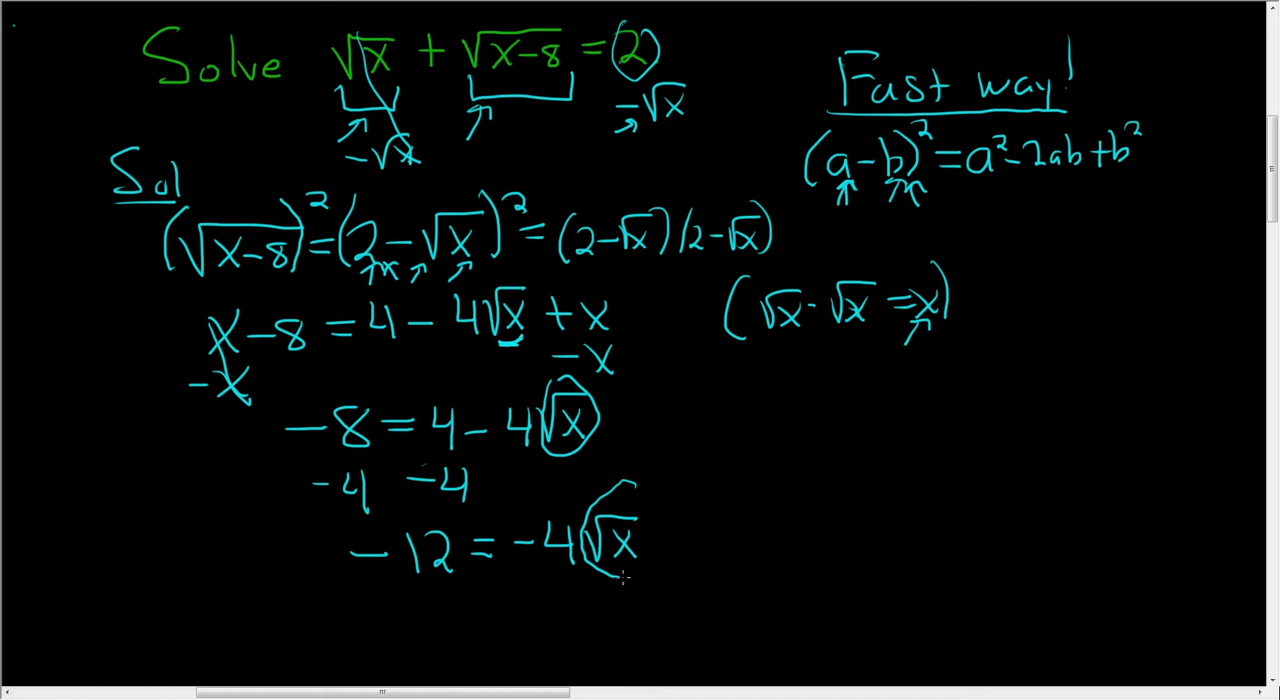 Solve √x + √(x-8) = 2
-√x -√x
Fast way!
(a-b)² = a² - 2ab + b²
Sol
(√(x-8))² = (2-√x)² = (2-√x)(2-√x)
(√x · √x = x)
x - 8 = 4 - 4√x + x
-x -x
-8 = 4 - 4√x
-4 -4
-12 = -4√x